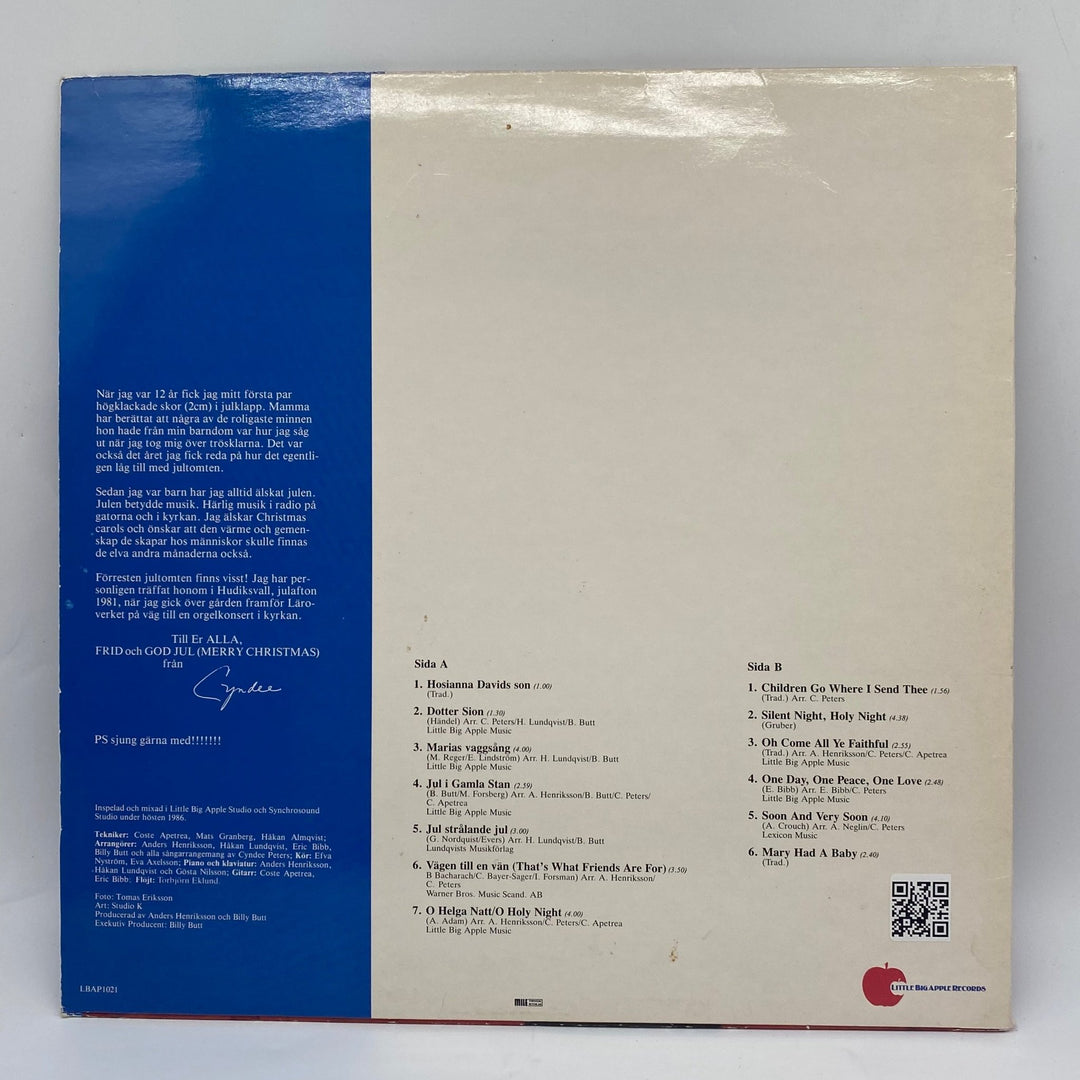 När jag var 12 år fick jag mitt första par
högklackade skor (2cm) i julklapp. Mamma
har berättat att några av de roligaste minnen
hon hade från min barndom var hur jag såg
ut när jag tog mig över trösklarna. Det var
också det året jag fick reda på hur det egentli-
gen låg till med jultomten.
Sedan jag var barn har jag alltid älskat julen.
Julen betydde musik. Härlig musik i radio på
gatorna och i kyrkan. Jag älskar Christmas
carols och önskar att den värme och gemen-
skap de skapar hos människor skulle finnas
de elva andra månaderna också.
Förresten jultomten finns visst! Jag har per-
sonligen träffat honom i Hudiksvall, julafton
1981, när jag gick över gården framför Läro-
verket på väg till en orgelkonsert i kyrkan.
Till Er ALLA,
FRID och GOD JUL (MERRY CHRISTMAS)
från
Cyndee
PS sjung gärna med!!!!!!!
Inspelad och mixad i Little Big Apple Studio och Synchrosound
Studio under hösten 1986.
Tekniker: Coste Apetrea, Mats Granberg, Håkan Almqvist;
Arrangörer: Anders Henriksson, Håkan Lundqvist, Eric Bibb,
Billy Butt och alla sångarrangemang av Cyndee Peters; Kör: Efva
Nyström, Eva Axelsson; Piano och klaviatur: Anders Henriksson,
Håkan Lundqvist och Gösta Nilsson; Gitarr: Coste Apetrea,
Eric Bibb: Flöjt: Torbjörn Eklund.
Foto: Tomas Eriksson
Art: Studio K
Producerad av Anders Henriksson och Billy Butt
Exekutiv Producent: Billy Butt
LBAP1021
Sida A
1. Hosianna Davids son (1.00)
(Trad.)
2. Dotter Sion (1.30)
(Händel) Arr. C. Peters/H. Lundqvist/B. Butt
Little Big Apple Music
3. Marias vaggsång (4.00)
(M. Reger/E. Lindström) Arr. H. Lundqvist/B. Butt
Little Big Apple Music
4. Jul i Gamla Stan (2.59)
(B. Butt/M. Forsberg) Arr. A. Henriksson/B. Butt/C. Peters/
C. Apetrea
Little Big Apple Music
5. Jul strålande jul (3.00)
(G. Nordquist/Evers) Arr. H. Lundqvist/B. Butt
Lundqvists Musikförlag
6. Vägen till en vän (That's What Friends Are For) (3.50)
B Bacharach/C. Bayer-Sager/I. Forsman) Arr. A. Henriksson/
C. Peters
Warner Bros. Music Scand. AB
7. O Helga Natt/O Holy Night (4.00)
(A. Adam) Arr. A. Henriksson/C. Peters/C. Apetrea
Little Big Apple Music
Sida B
1. Children Go Where I Send Thee (1.56)
(Trad.) Arr. C. Peters
2. Silent Night, Holy Night (4.38)
(Gruber)
3. Oh Come All Ye Faithful (2.55)
(Trad.) Arr. A. Henriksson/C. Peters/C. Apetrea
Little Big Apple Music
4. One Day, One Peace, One Love (2.48)
(E. Bibb) Arr. E. Bibb/C. Peters
Little Big Apple Music
5. Soon And Very Soon (4.10)
(A. Crouch) Arr. A. Neglin/C. Peters
Lexicon Music
6. Mary Had A Baby (2.40)
(Trad.)
LITTLE BIG APPLE RECORDS